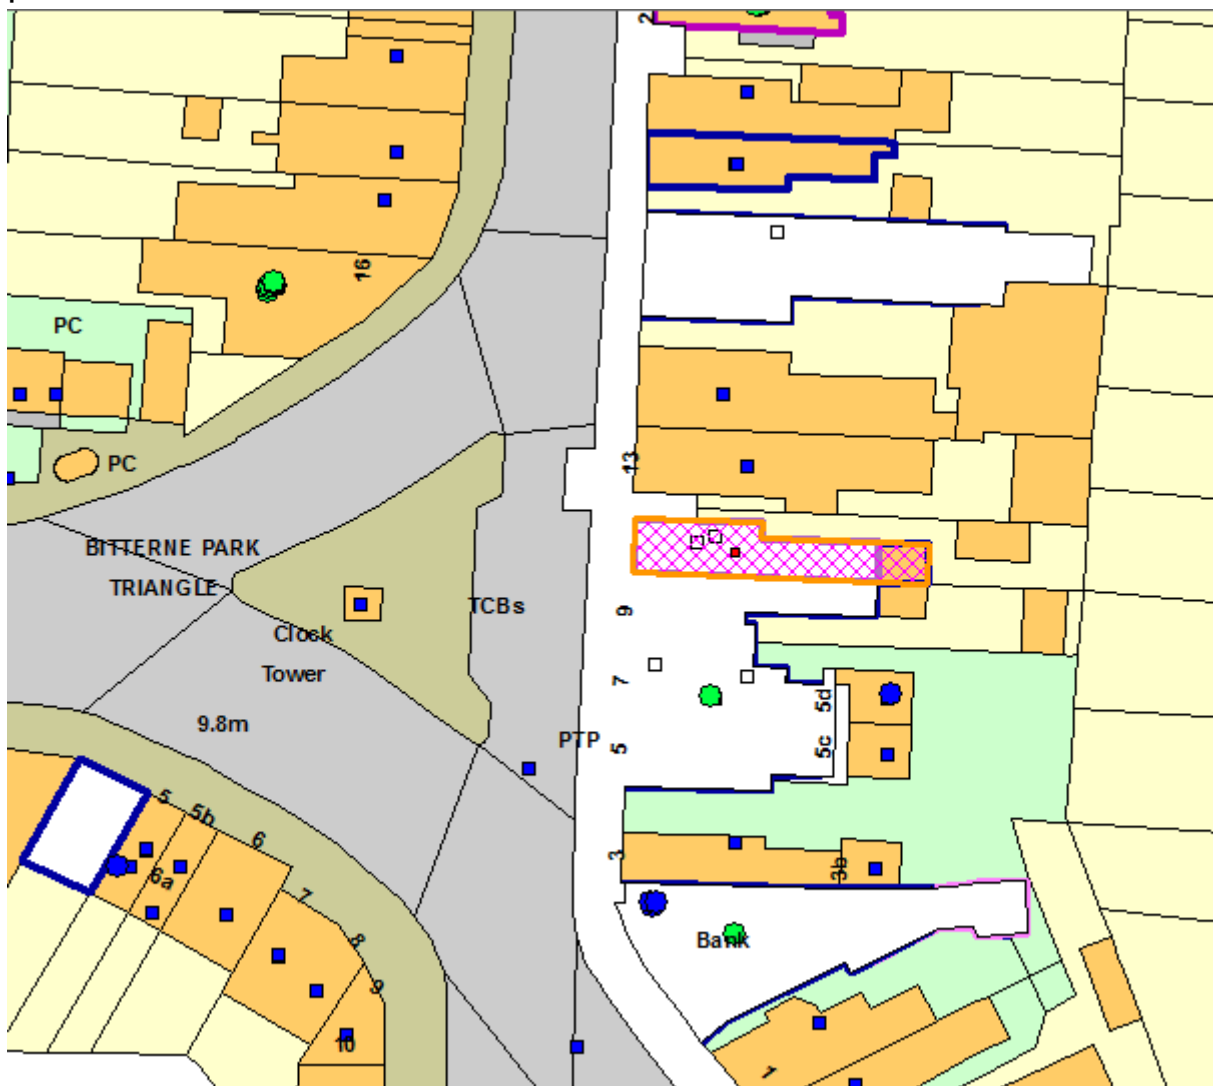 2
16
PC
13
PC
BITTERNE PARK
TRIANGLE
TCBs
9
Clock
Tower
7
5d
9.8m
PTP
5
5c
5
5b
6
6a
3
3b
7
8
Bank
9
10
1